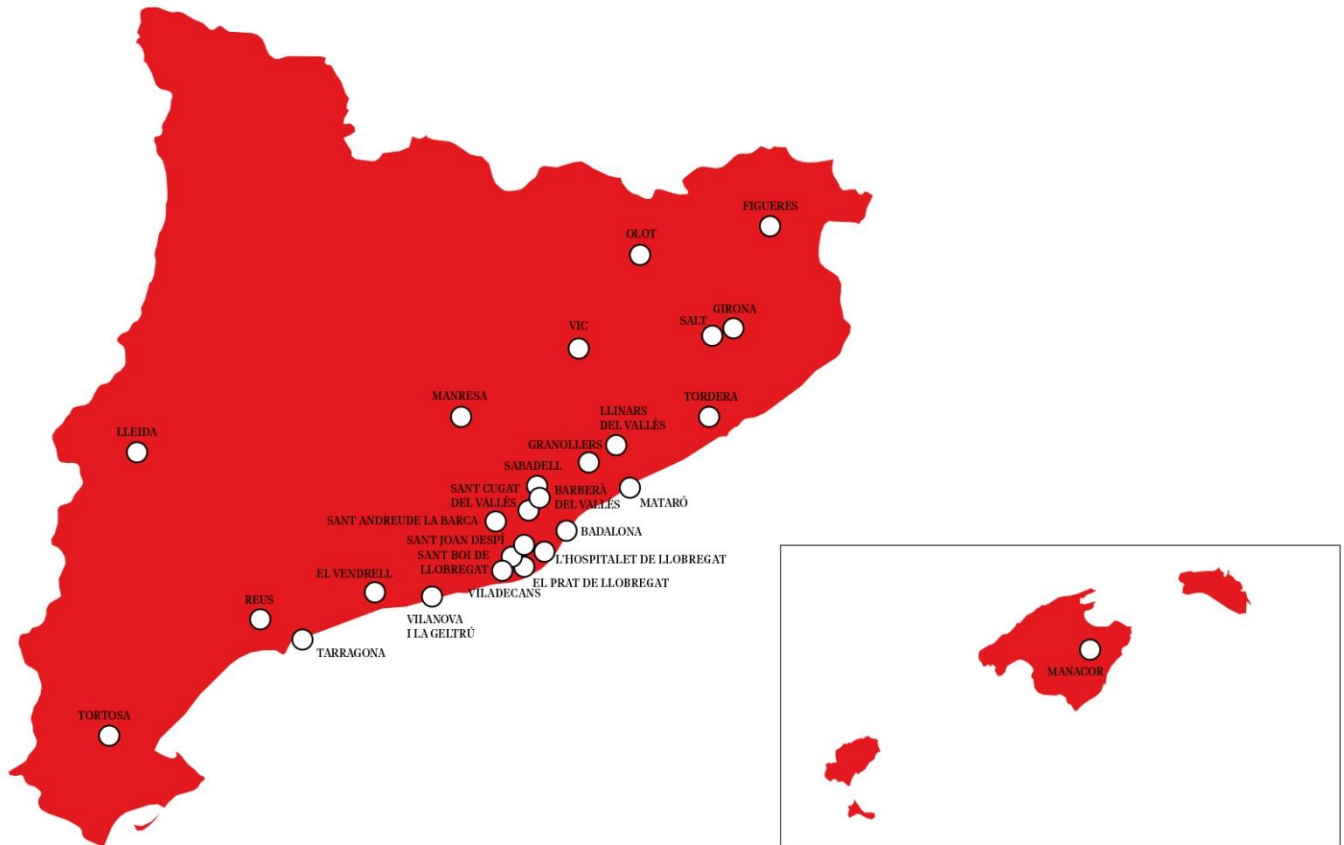 FIGUERES
OLOT
GIRONA
SALT
VIC
MANRESA
TORDERA
LLINARS
DEL VALLÈS
LLEIDA
GRANOLLERS
SABADELL
SANT CUGAT
DEL VALLÈS
BARBERÀ
DEL VALLÈS
MATARÓ
SANT ANDREUDE LA BARCA
BADALONA
SANT JOAN DESPÍ
SANT BOI DE
LLOBREGAT
L'HOSPITALET DE LLOBREGAT
EL VENDRELL
EL PRAT DE LLOBREGAT
VILADECANS
REUS
VILANOVA
I LA GELTRÚ
TARRAGONA
MANACOR
TORTOSA